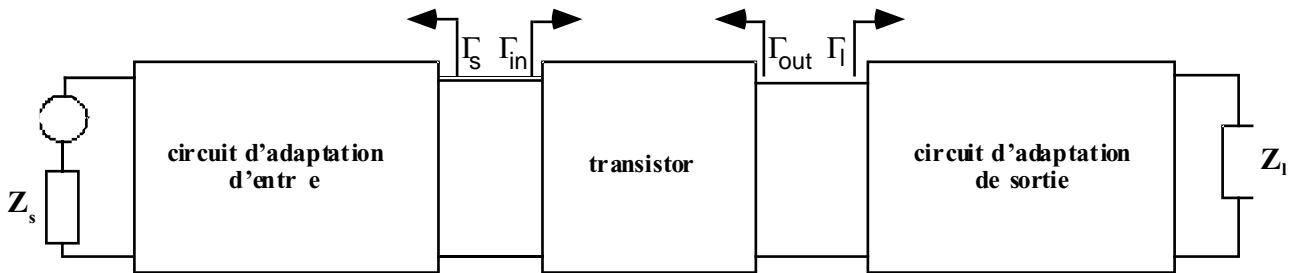 Γs Γin Γout Γl
circuit d'adaptation
d'entr e
transistor
circuit d'adaptation
de sortie
Zs
Zl